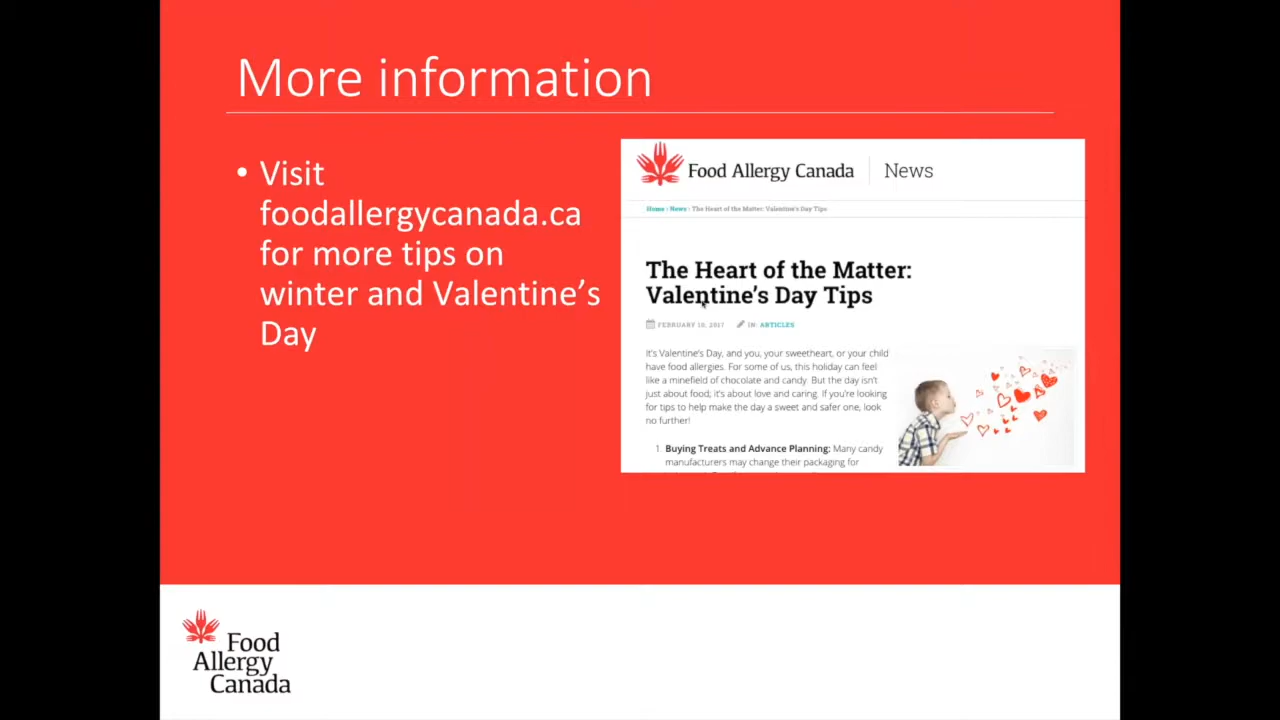 More information
• Visit
foodallergycanada.ca
for more tips on
winter and Valentine's
Day
Food Allergy Canada
News
Home › News › The Heart of the Matter: Valentine's Day Tips
The Heart of the Matter:
Valentine's Day Tips
FEBRUARY 10, 2017 IN ARTICLES
It's Valentine's Day, and you, your sweetheart, or your child
have food allergies. For some of us, this holiday can feel
like a minefield of chocolate and candy. But the day isn't
just about food; it's about love and caring. If you're looking
for tips to help make the day a sweet and safer one, look
no further!
1. Buying Treats and Advance Planning: Many candy
manufacturers may change their packaging for
Food
Allergy
Canada